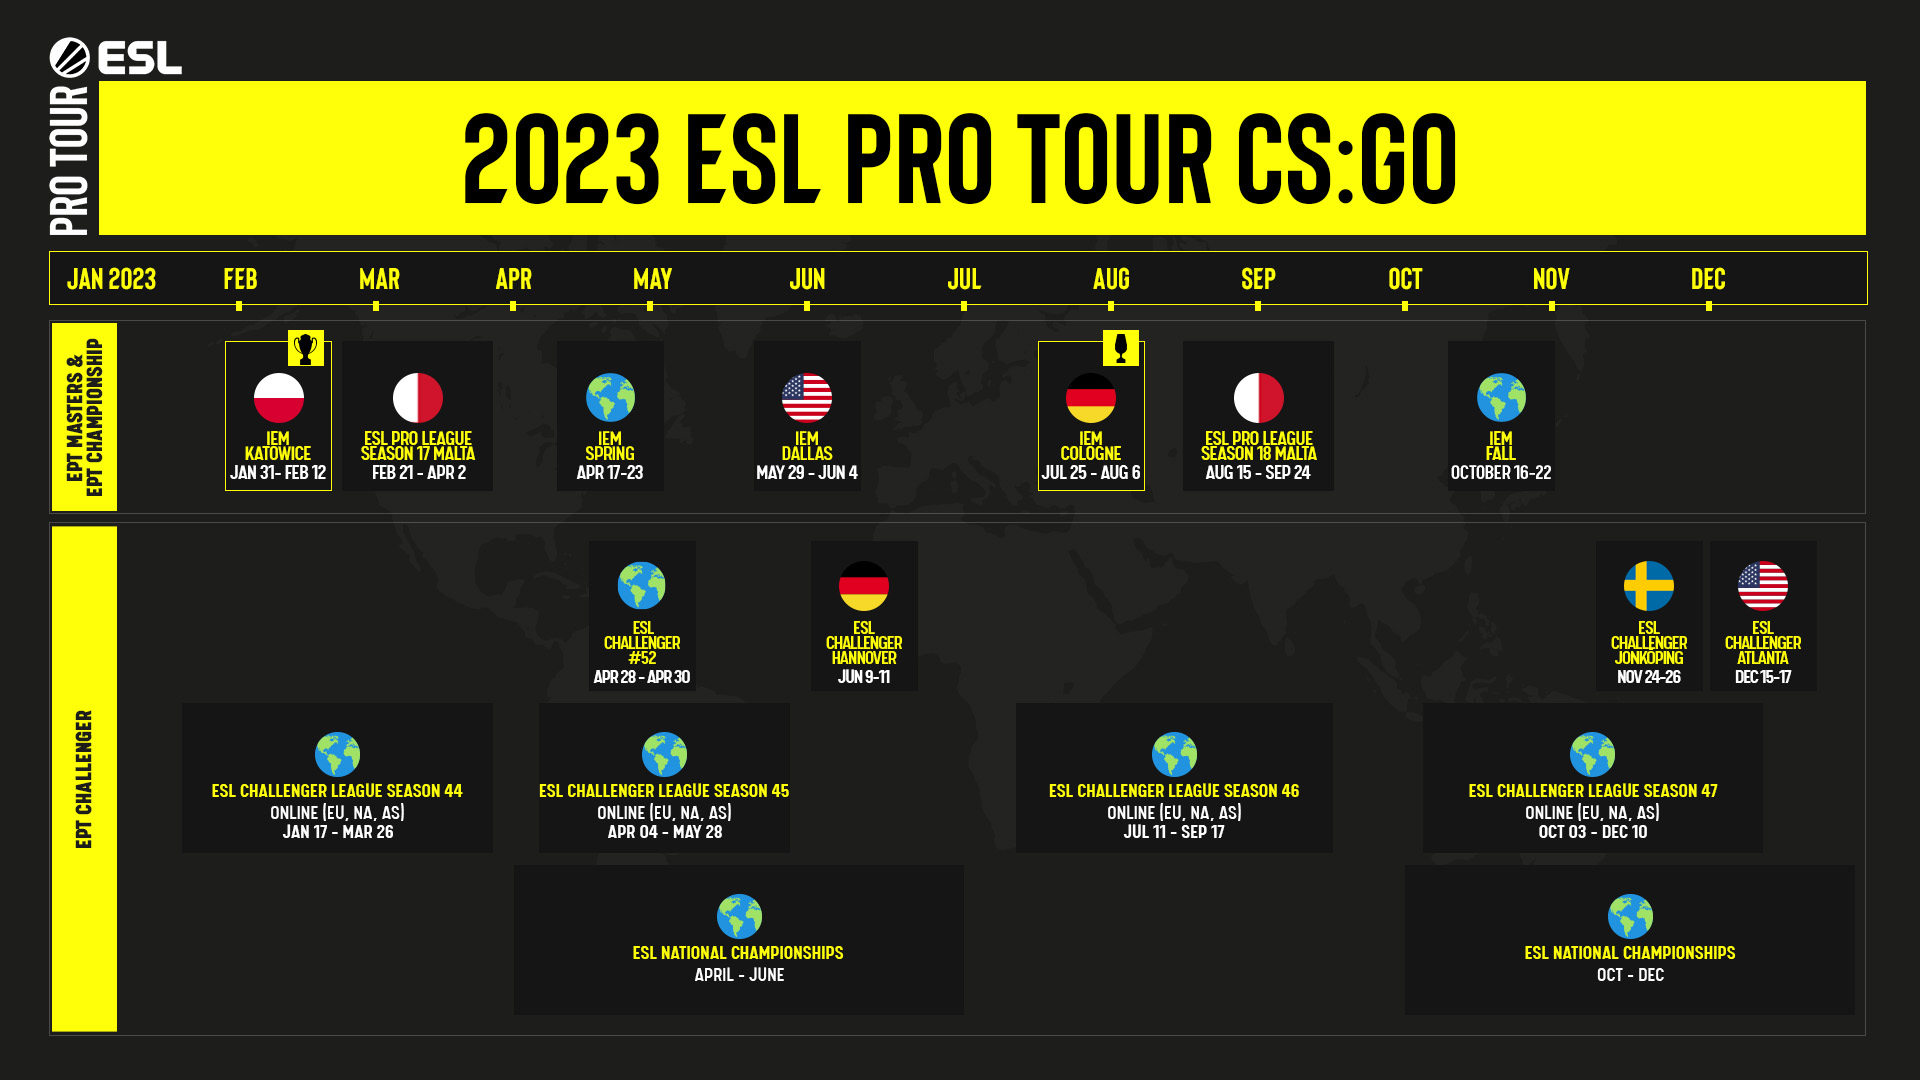 ESL
PRO TOUR
2023 ESL PRO TOUR CS:GO
JAN 2023
FEB
MAR
APR
MAY
JUN
JUL
AUG
SEP
OCT
NOV
DEC
EPT MASTERS &
EPT CHAMPIONSHIP
IEM
KATOWICE
JAN 31- FEB 12
ESL PRO LEAGUE
SEASON 17 MALTA
FEB 21 - APR 2
IEM
SPRING
APR 17-23
IEM
DALLAS
MAY 29 - JUN 4
IEM
COLOGNE
JUL 25 - AUG 6
ESL PRO LEAGUE
SEASON 18 MALTA
AUG 15 - SEP 24
IEM
FALL
OCTOBER 16-22
EPT CHALLENGER
ESL
CHALLENGER
#52
APR 28 - APR 30
ESL
CHALLENGER
HANNOVER
JUN 9-11
ESL
CHALLENGER
JÖNKÖPING
NOV 24-26
ESL
CHALLENGER
ATLANTA
DEC 15-17
ESL CHALLENGER LEAGUE SEASON 44
ONLINE (EU, NA, AS)
JAN 17 - MAR 26
ESL CHALLENGER LEAGUE SEASON 45
ONLINE (EU, NA, AS)
APR 04 - MAY 28
ESL CHALLENGER LEAGUE SEASON 46
ONLINE (EU, NA, AS)
JUL 11 - SEP 17
ESL CHALLENGER LEAGUE SEASON 47
ONLINE (EU, NA, AS)
OCT 03 - DEC 10
ESL NATIONAL CHAMPIONSHIPS
APRIL - JUNE
ESL NATIONAL CHAMPIONSHIPS
OCT - DEC